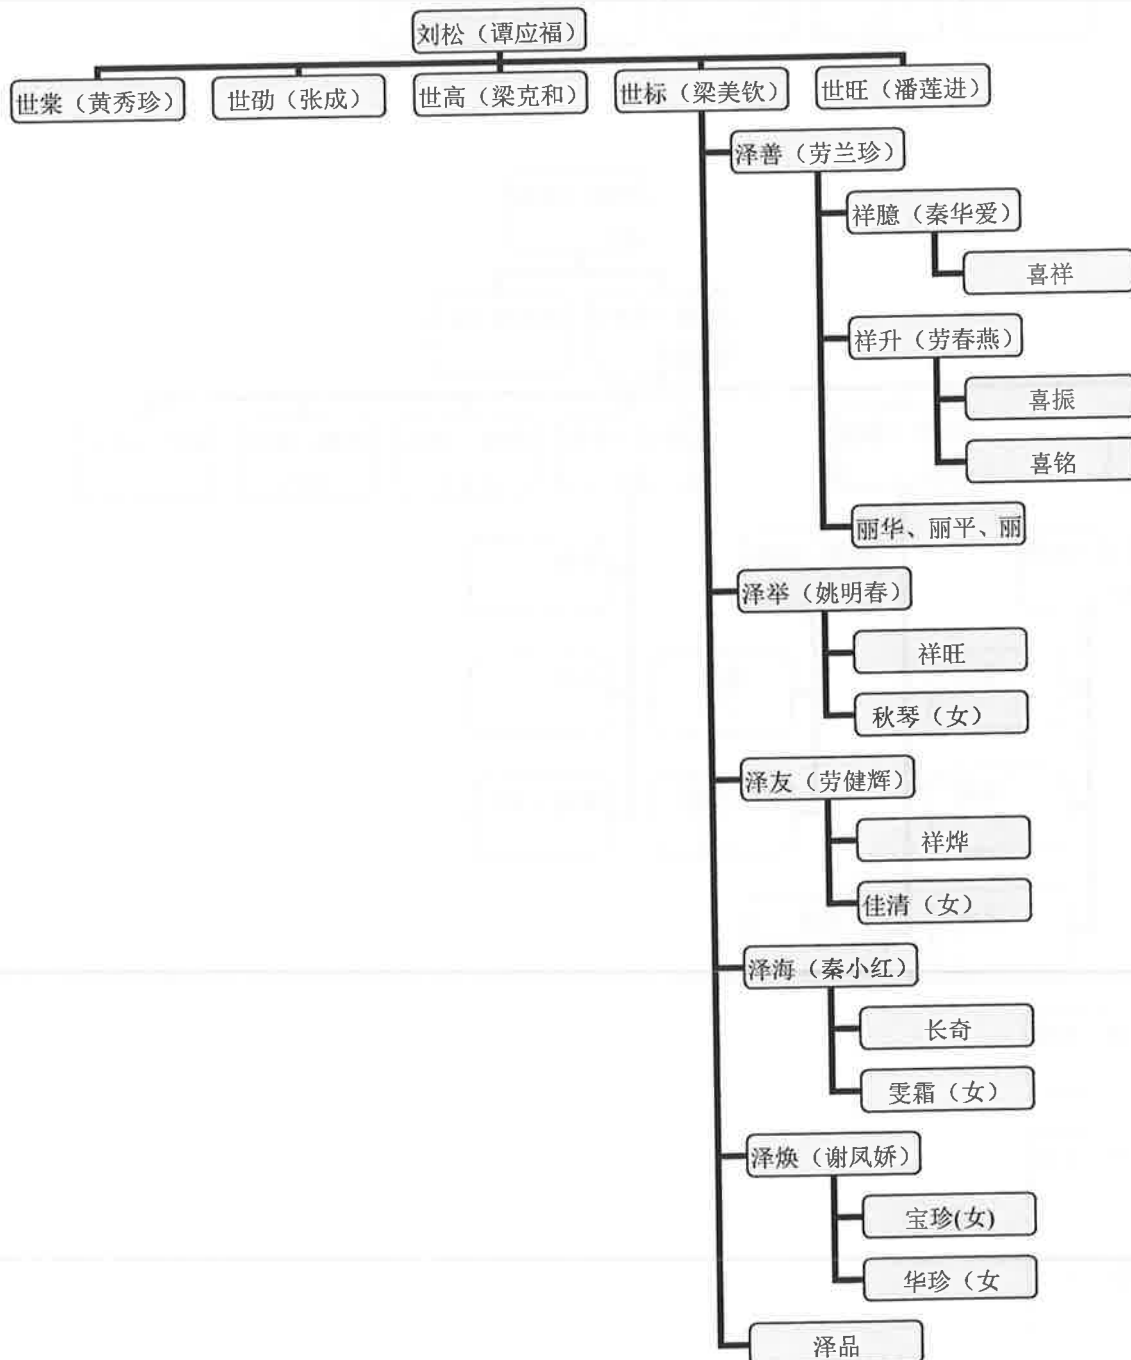 刘松（谭应福）
世棠（黄秀珍）
世劭（张成）
世高（梁克和）
世标（梁美钦）
世旺（潘莲进）
泽善（劳兰珍）
祥臆（秦华爱）
喜祥
祥升（劳春燕）
喜振
喜铭
丽华、丽平、丽
泽举（姚明春）
祥旺
秋琴（女）
泽友（劳健辉）
祥烨
佳清（女）
泽海（秦小红）
长奇
雯霜（女）
泽焕（谢凤娇）
宝珍(女)
华珍（女
泽品